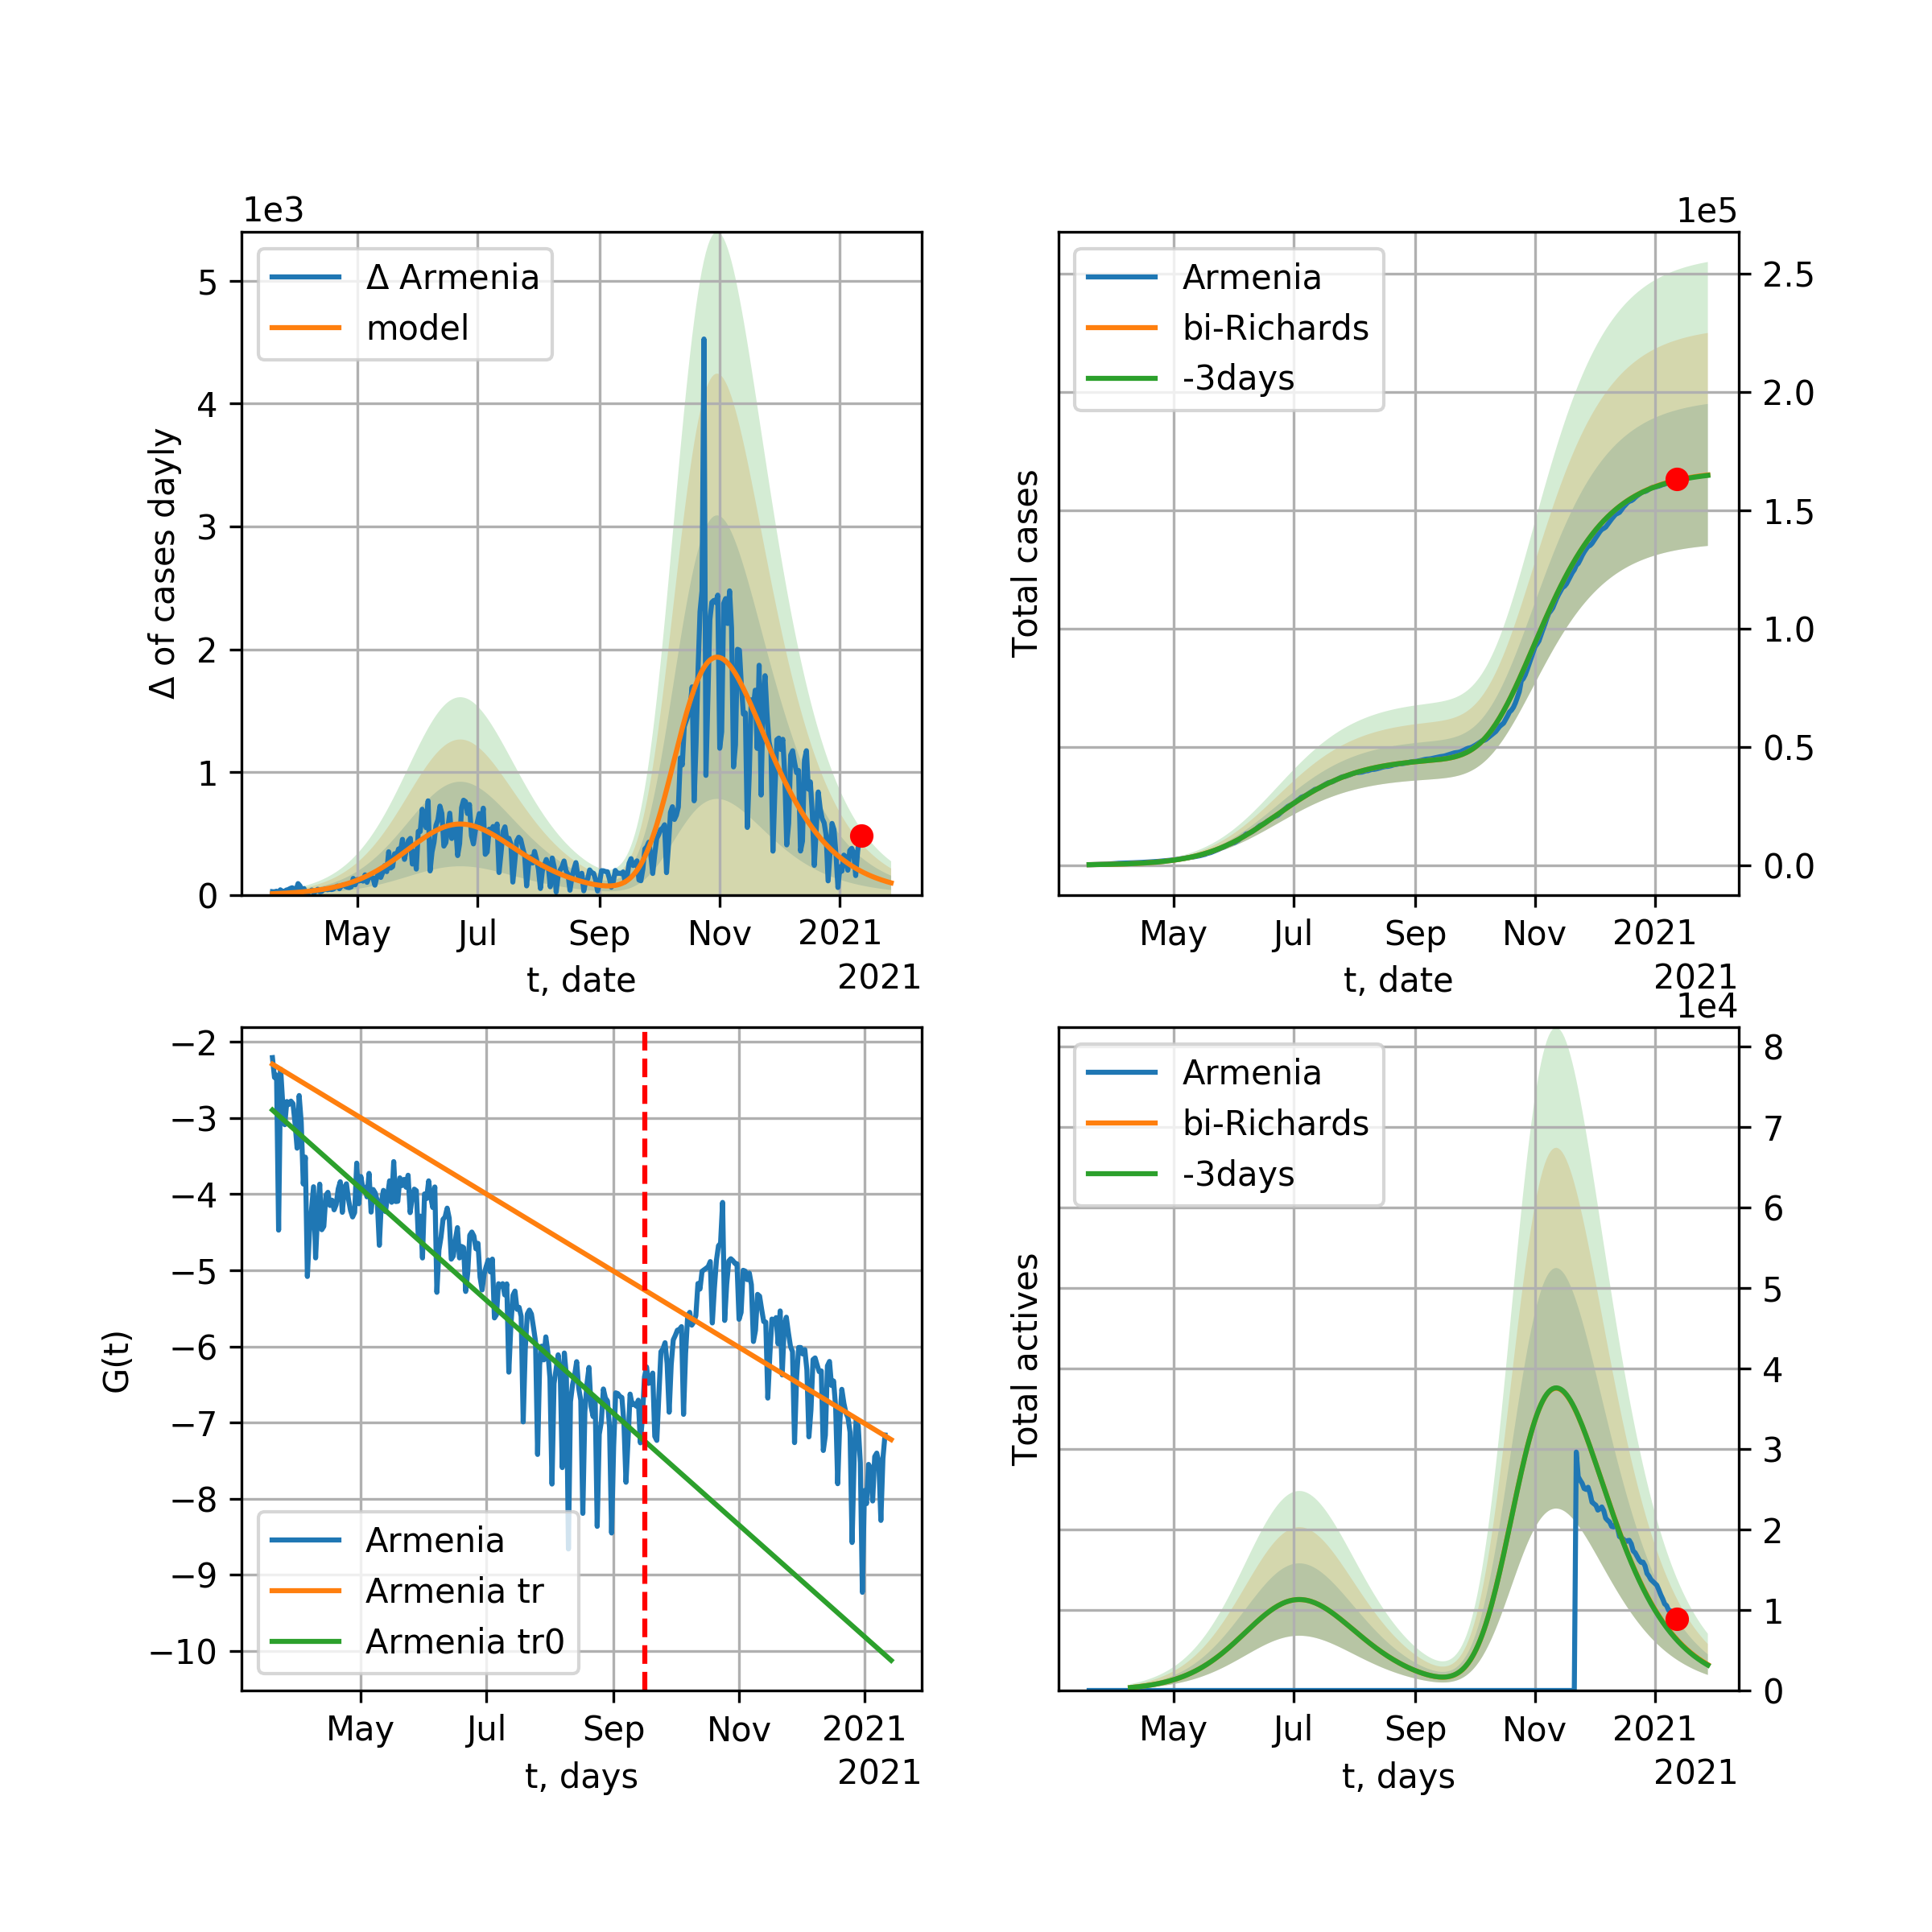 1e3
Δ Armenia
model
5
4
3
2
1
0
Δ of cases dayly
May Jul Sep Nov 2021
t, date
2021
1e5
Armenia
bi-Richards
-3days
2.5
2.0
1.5
1.0
0.5
0.0
Total cases
May Jul Sep Nov 2021
t, date
2021
−2
−3
−4
−5
−6
−7
−8
−9
−10
G(t)
Armenia
Armenia tr
Armenia tr0
May Jul Sep Nov 2021
t, days
2021
1e4
Armenia
bi-Richards
-3days
8
7
6
5
4
3
2
1
0
Total actives
May Jul Sep Nov 2021
t, days
2021